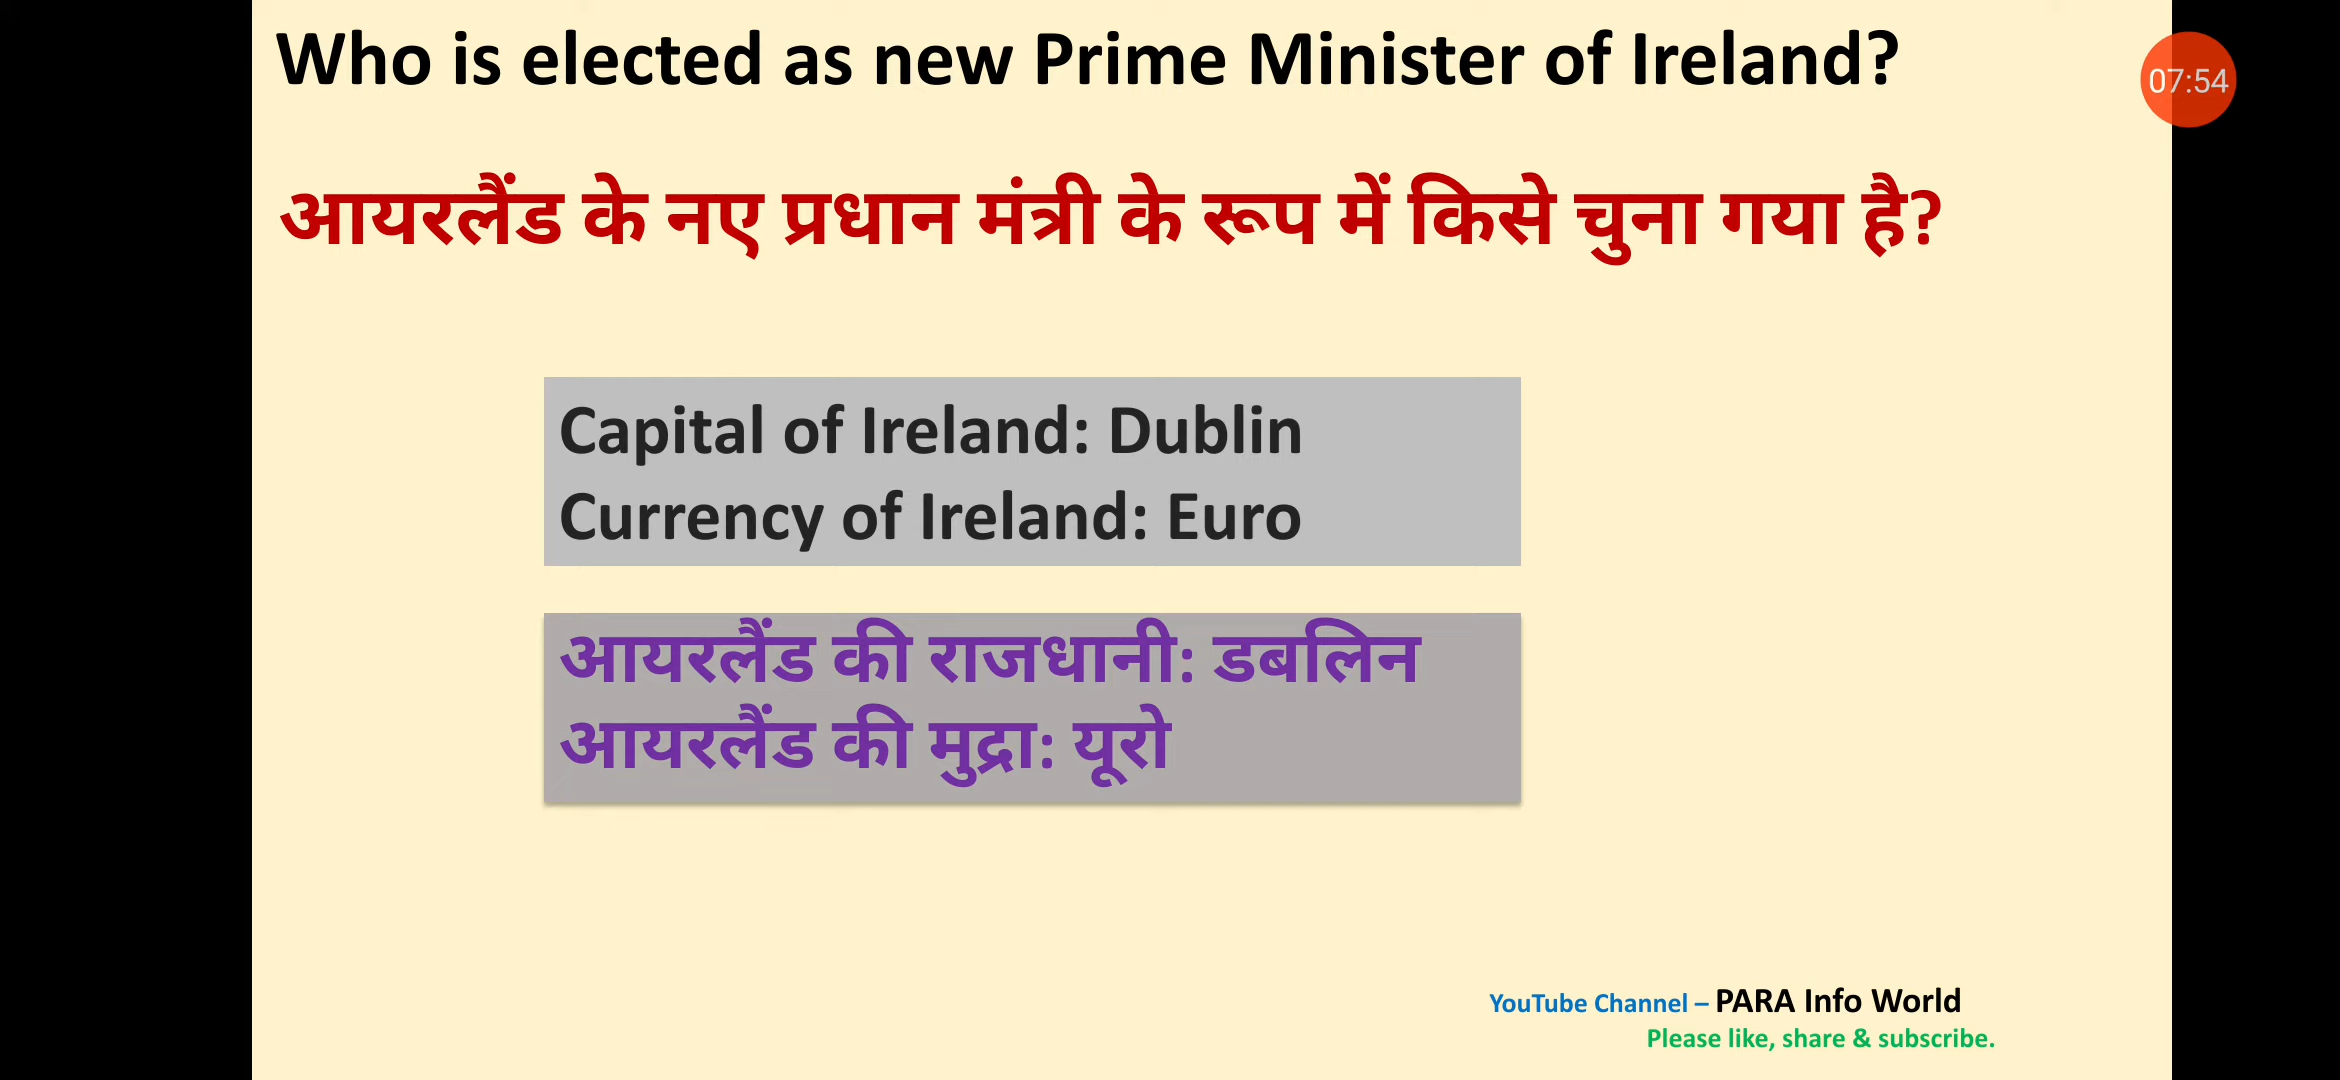 Who is elected as new Prime Minister of Ireland?
07:54
आयरलैंड के नए प्रधान मंत्री के रूप में किसे चुना गया है?
Capital of Ireland: Dublin
Currency of Ireland: Euro
आयरलैंड की राजधानी: डबलिन
आयरलैंड की मुद्रा: यूरो
YouTube Channel – PARA Info World
Please like, share & subscribe.